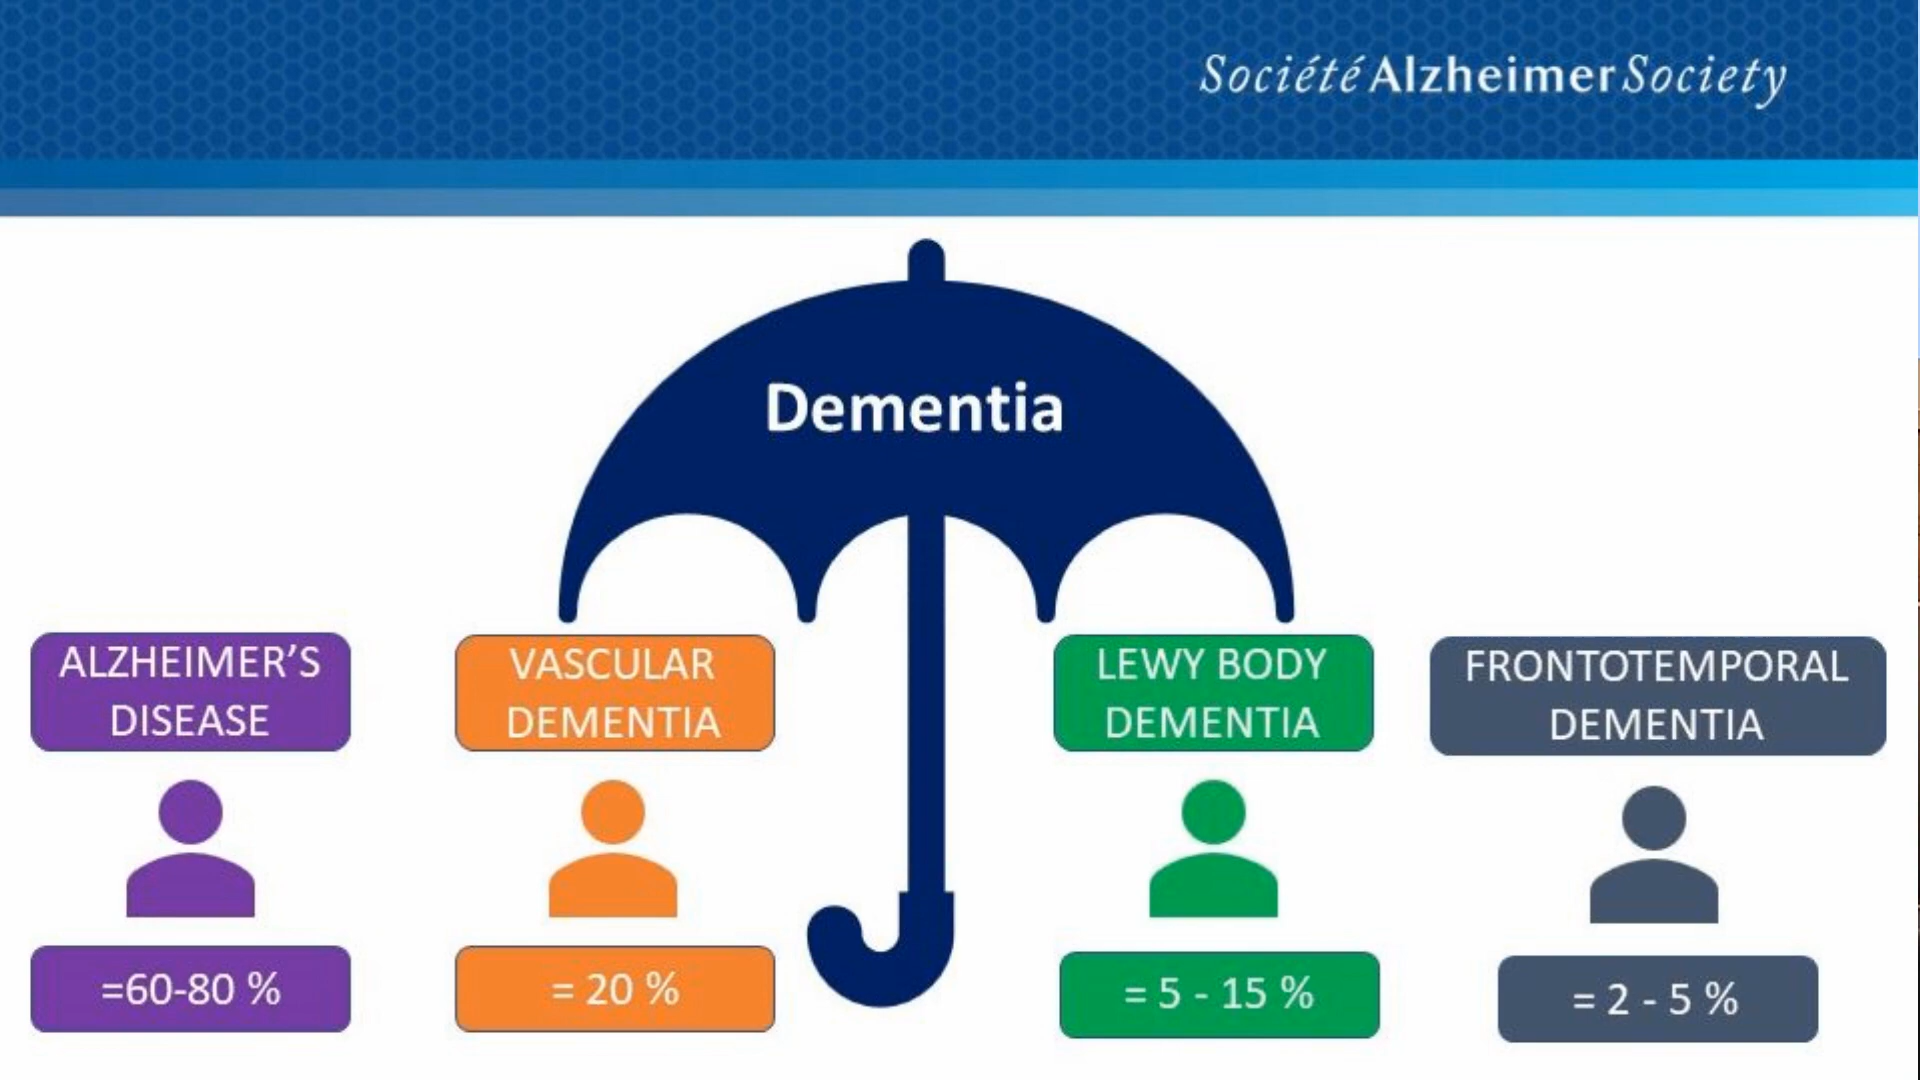 Société Alzheimer Society
Dementia
ALZHEIMER’S
DISEASE
VASCULAR
DEMENTIA
LEWY BODY
DEMENTIA
FRONTOTEMPORAL
DEMENTIA
=60-80 %
= 20 %
= 5 - 15 %
= 2 - 5 %